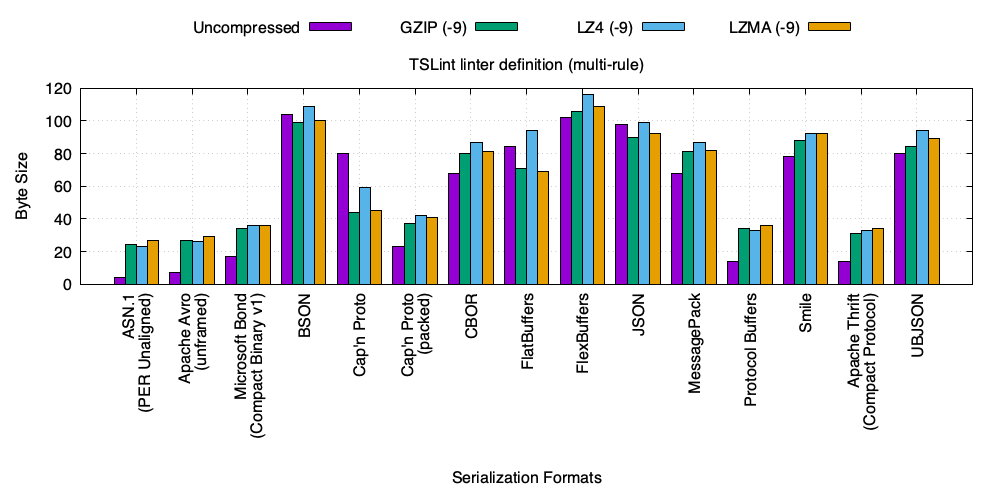 Uncompressed GZIP (-9) LZ4 (-9) LZMA (-9)
TSLint linter definition (multi-rule)
Byte Size
120
100
80
60
40
20
0
ASN.1
(PER Unaligned)
Apache Avro
(unframed)
Microsoft Bond
(Compact Binary v1)
BSON
Cap'n Proto
Cap'n Proto
(packed)
CBOR
FlatBuffers
FlexBuffers
JSON
MessagePack
Protocol Buffers
Smile
Apache Thrift
(Compact Protocol)
UBJSON
Serialization Formats